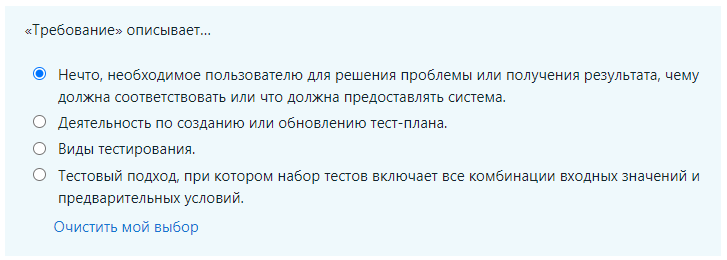 «Требование» описывает...
Нечто, необходимое пользователю для решения проблемы или получения результата, чему
должна соответствовать или что должна предоставлять система.
Деятельность по созданию или обновлению тест-плана.
Виды тестирования.
Тестовый подход, при котором набор тестов включает все комбинации входных значений и
предварительных условий.
Очистить мой выбор